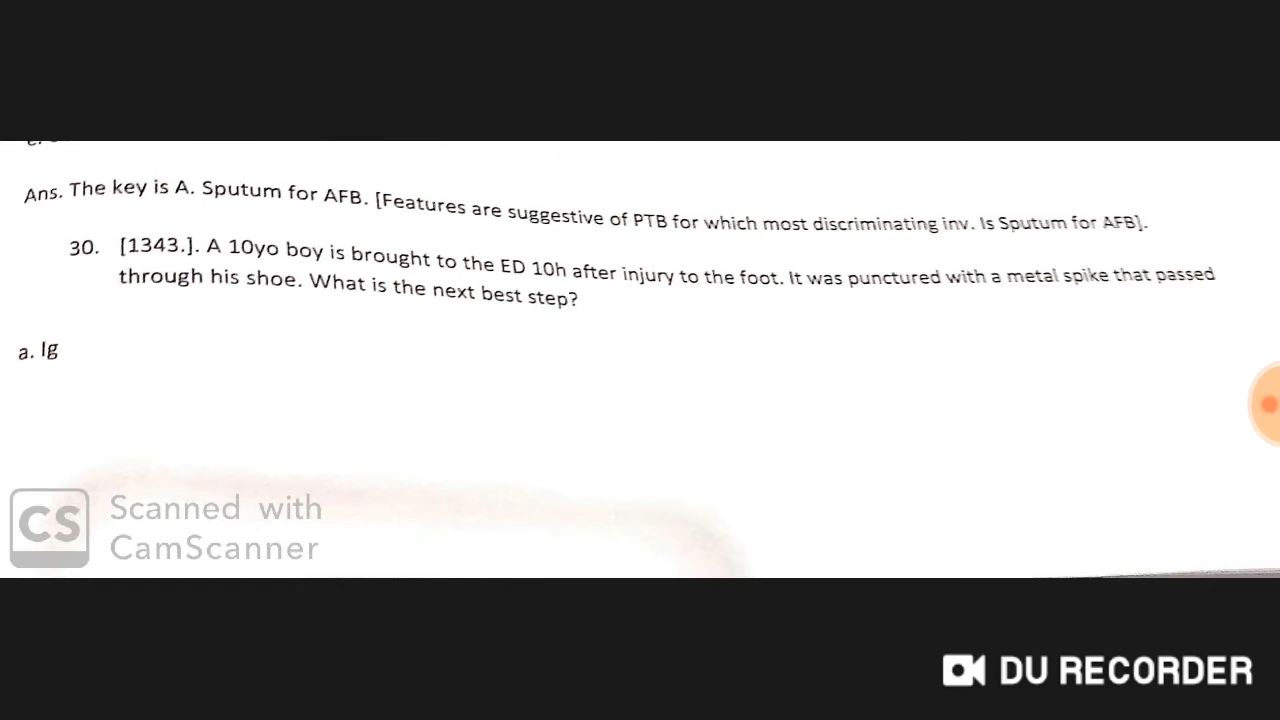 Ans. The key is A. Sputum for AFB. [Features are suggestive of PTB for which most discriminating inv. Is Sputum for AFB].
30. [1343.]. A 10yo boy is brought to the ED 10h after injury to the foot. It was punctured with a metal spike that passed
through his shoe. What is the next best step?
a. Ig
CS Scanned with
CamScanner
DU RECORDER